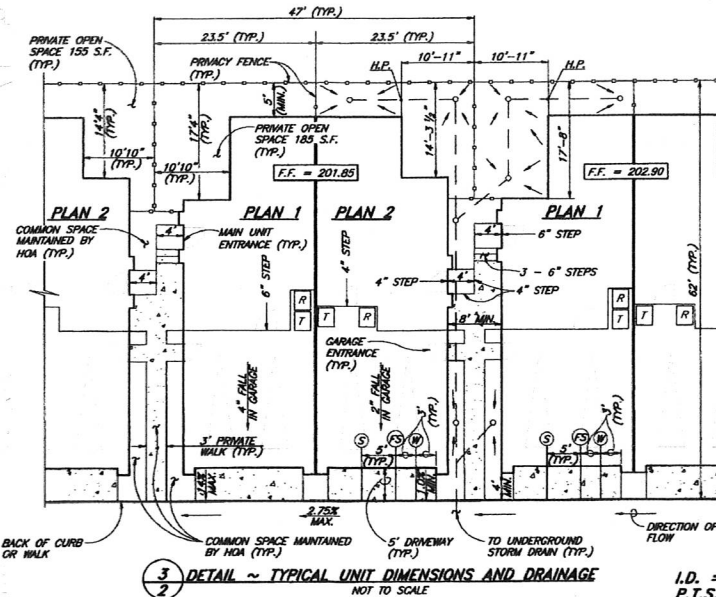 47' (TYP.)
PRIVATE OPEN
SPACE 155 S.F.
(TYP.)
23.5' (TYP.)
23.5' (TYP.)
PRIVACY FENCE
(TYP.)
H.P.
10'-11"
10'-11"
H.P.
14'4"
(TYP.)
17'4"
(TYP.)
5'
(MIN.)
14'-3 ½"
17'-8"
10'10"
(TYP.)
10'10"
(TYP.)
PRIVATE OPEN
SPACE 185 S.F.
(TYP.)
F.F. = 201.85
F.F. = 202.90
PLAN 2
PLAN 1
PLAN 2
PLAN 1
COMMON SPACE
MAINTAINED BY
HOA (TYP.)
4'
MAIN UNIT
ENTRANCE (TYP.)
4'
6" STEP
4'
6" STEP
4" STEP
4" STEP
4'
3 - 6" STEPS
4" STEP
62' (TYP.)
R
T
T
R
R
T
T
R
8' MIN.
GARAGE
ENTRANCE
(TYP.)
4" FALL
IN GARAGE
2" FALL
IN GARAGE
3' PRIVATE
WALK (TYP.)
S
FS
W
3'
(TYP.)
5'
(TYP.)
S
FS
W
3'
(TYP.)
5'
(TYP.)
MAX.
MIN.
4'
MIN.
2.75%
MAX.
BACK OF CURB
OR WALK
COMMON SPACE MAINTAINED
BY HOA (TYP.)
5' DRIVEWAY
(TYP.)
TO UNDERGROUND
STORM DRAIN (TYP.)
DIRECTION OF
FLOW
3
2
DETAIL ~ TYPICAL UNIT DIMENSIONS AND DRAINAGE
NOT TO SCALE
I.D. =
P.T.S